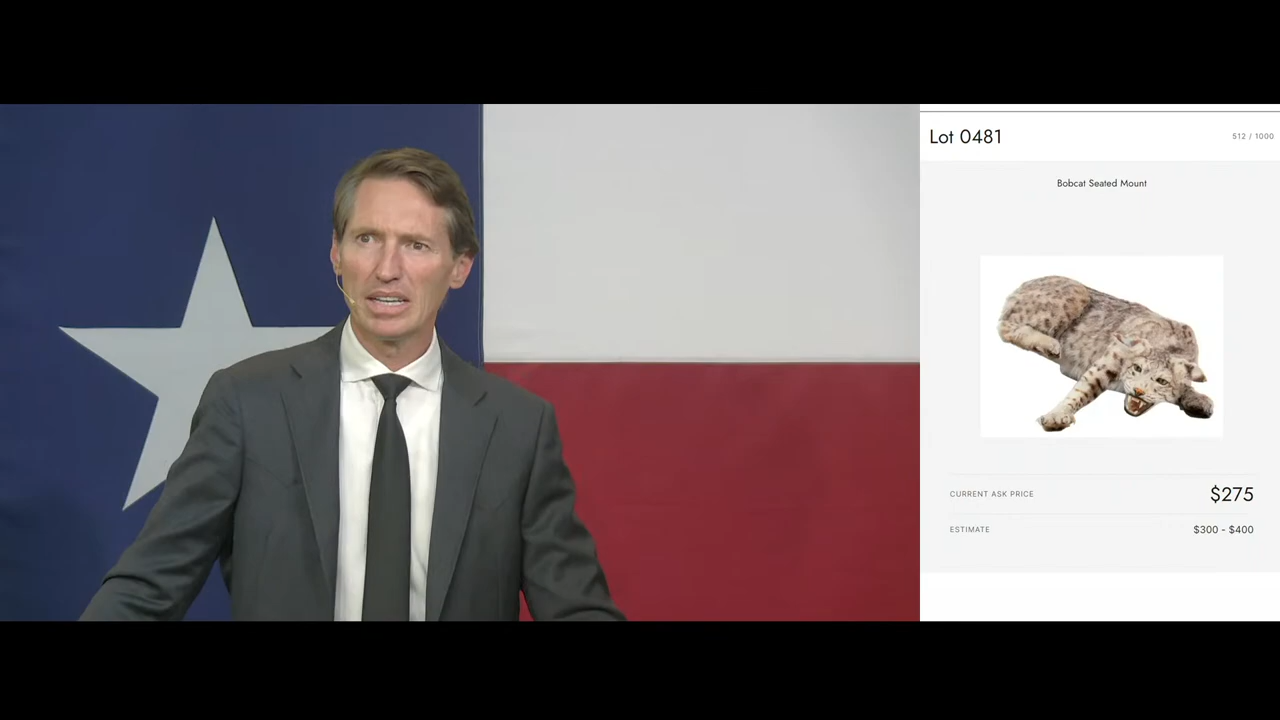 Lot 0481
512 / 1000
Bobcat Seated Mount
CURRENT ASK PRICE
$275
ESTIMATE
$300 - $400